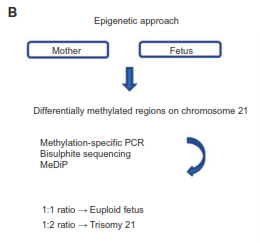 B
Epigenetic approach
Mother
Fetus
Differentially methylated regions on chromosome 21
Methylation-specific PCR
Bisulphite sequencing
MeDiP
1:1 ratio → Euploid fetus
1:2 ratio → Trisomy 21